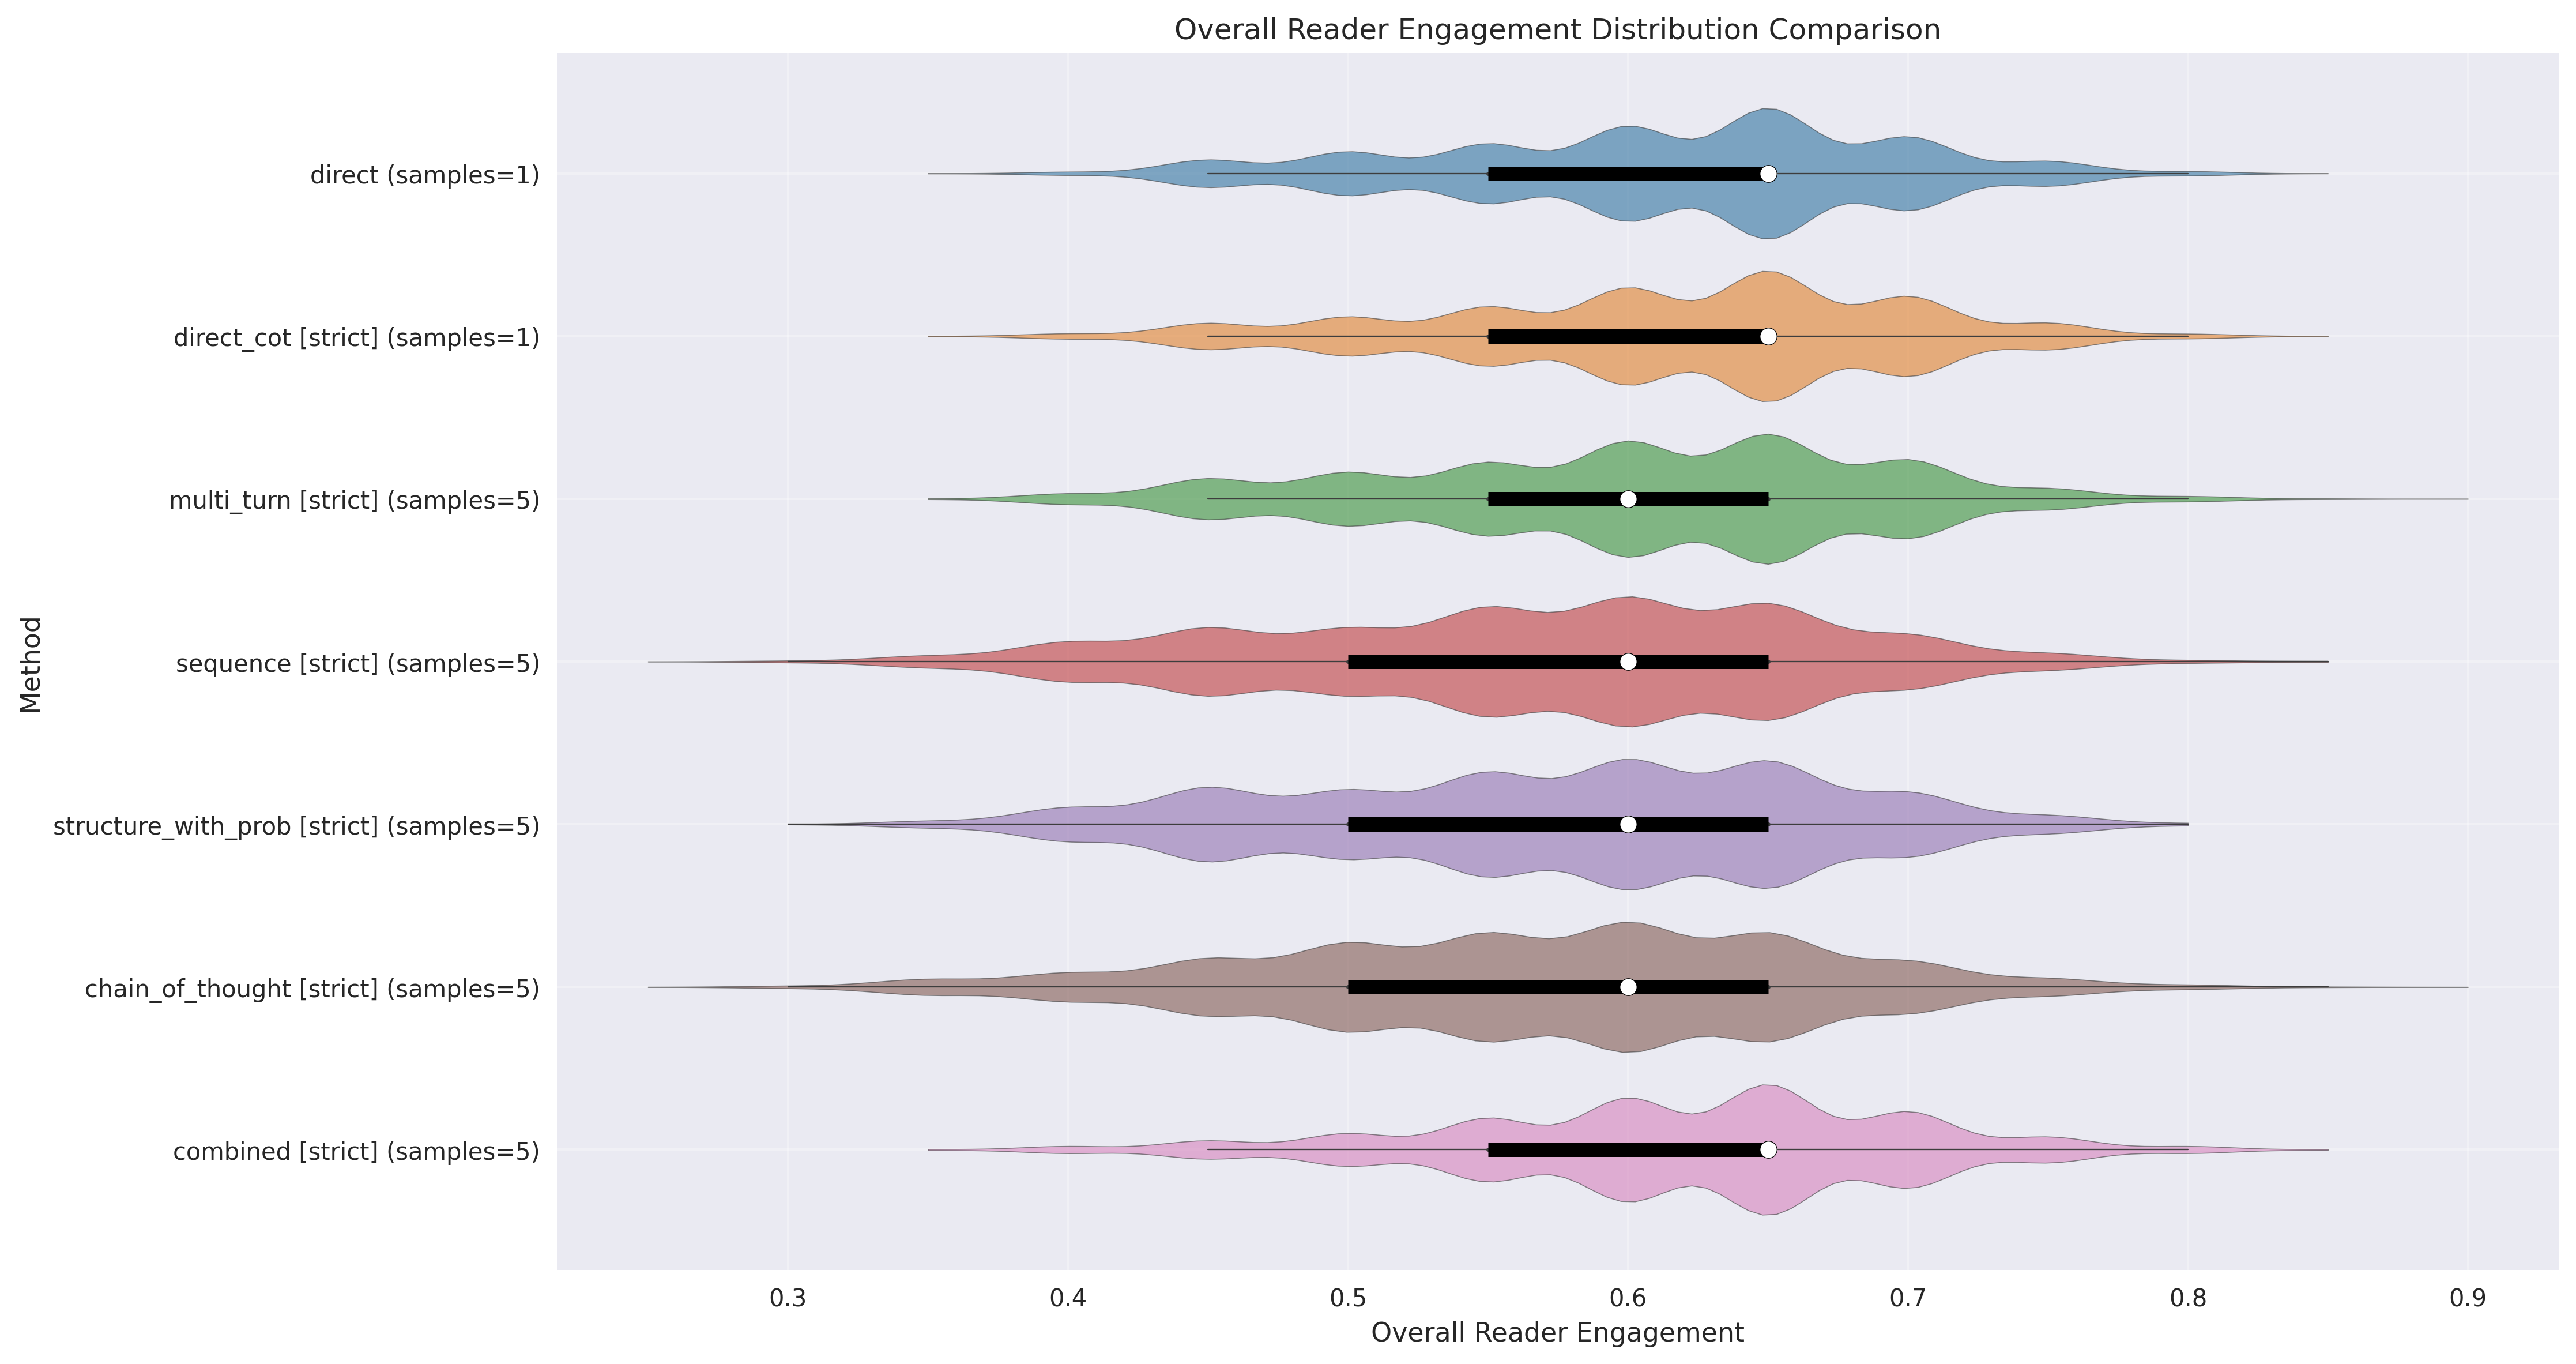 Overall Reader Engagement Distribution Comparison
direct (samples=1)
direct_cot [strict] (samples=1)
multi_turn [strict] (samples=5)
sequence [strict] (samples=5)
structure_with_prob [strict] (samples=5)
chain_of_thought [strict] (samples=5)
combined [strict] (samples=5)
Method
0.3 0.4 0.5 0.6 0.7 0.8 0.9
Overall Reader Engagement